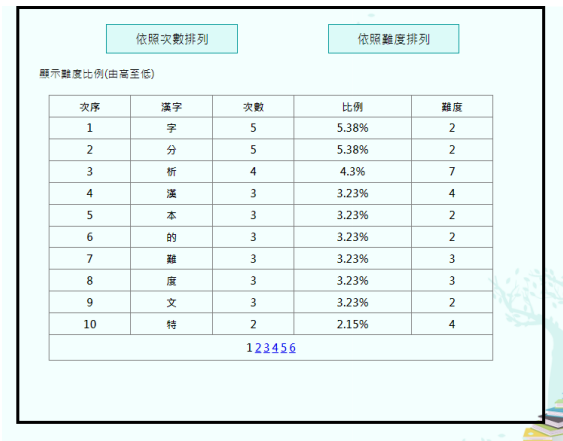 依照次數排列 依照難度排列
顯示難度比例(由高至低)
次序 漢字 次數 比例 難度
1 字 5 5.38% 2
2 分 5 5.38% 2
3 析 4 4.3% 7
4 漢 3 3.23% 4
5 本 3 3.23% 2
6 的 3 3.23% 2
7 難 3 3.23% 3
8 度 3 3.23% 3
9 文 3 3.23% 2
10 特 2 2.15% 4
1 2 3 4 5 6